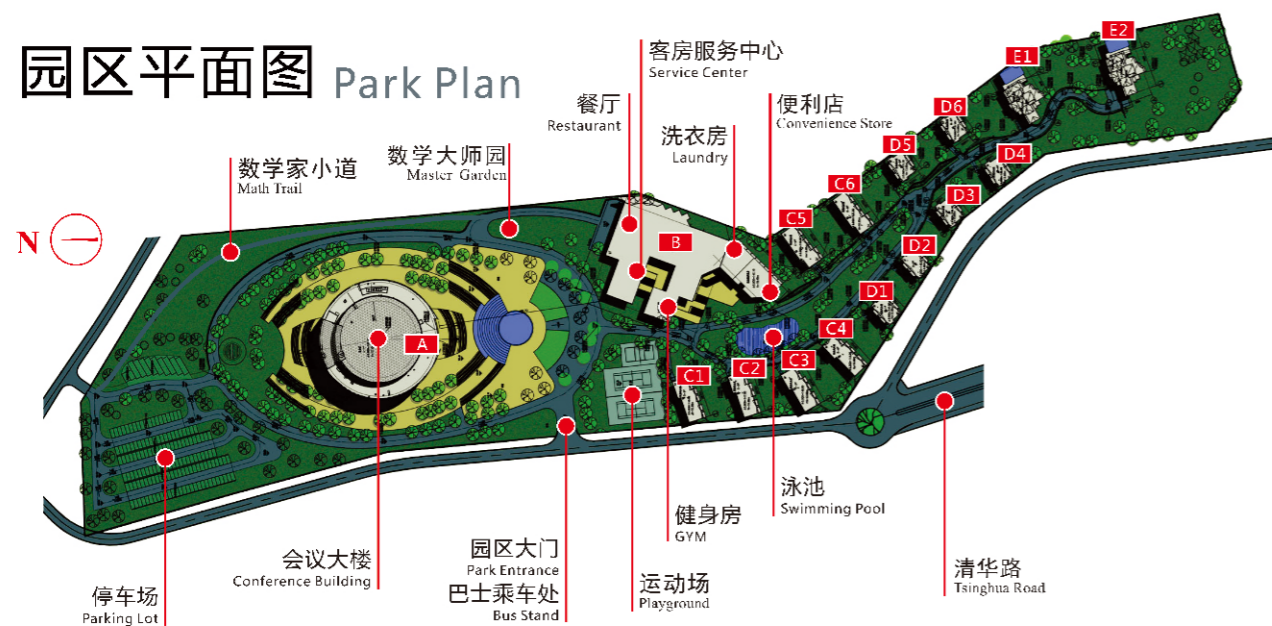 园区平面图 Park Plan
客房服务中心
Service Center
餐厅
Restaurant
便利店
Convenience Store
洗衣房
Laundry
数学大师园
Master Garden
数学家小道
Math Trail
N
E2
E1
D6
D5
D4
C6
D3
C5
B
D2
D1
A
C4
C3
C2
C1
泳池
Swimming Pool
健身房
GYM
园区大门
Park Entrance
巴士乘车处
Bus Stand
会议大楼
Conference Building
运动场
Playground
清华路
Tsinghua Road
停车场
Parking Lot